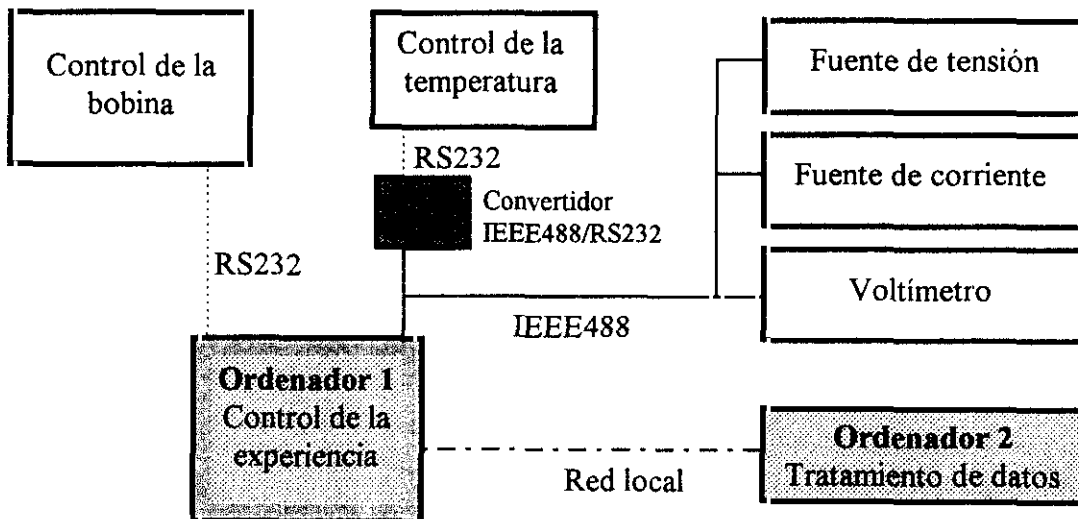 Control de la
bobina
Control de la
temperatura
Fuente de tensión
RS232
Convertidor
IEEE488/RS232
Fuente de corriente
RS232
Voltímetro
IEEE488
Ordenador 1
Control de la
experiencia
Ordenador 2
Tratamiento de datos
Red local